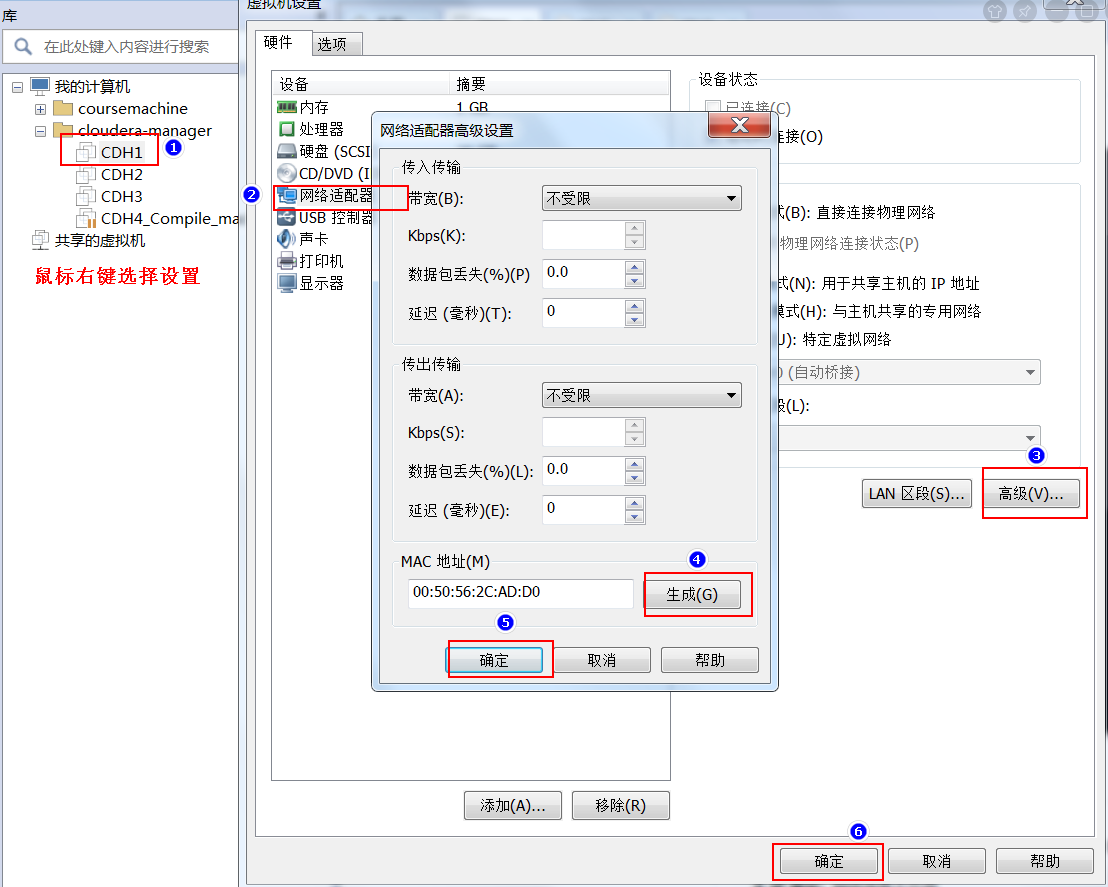 库
在此处键入内容进行搜索
我的计算机
coursemachine
cloudera-manager
CDH1
1
CDH2
CDH3
CDH4_Compile_ma
共享的虚拟机
鼠标右键选择设置
虚拟机设置
硬件
选项
设备
摘要
内存
1 GB
处理器
硬盘 (SCSI
CD/DVD (I
2
网络适配器
USB 控制器
声卡
打印机
显示器
添加(A)...
移除(R)
网络适配器高级设置
传入传输
带宽(B):
不受限
Kbps(K):
数据包丢失(%)(P)
0.0
延迟 (毫秒)(T):
0
传出传输
带宽(A):
不受限
Kbps(S):
数据包丢失(%)(L):
0.0
延迟 (毫秒)(E):
0
MAC 地址(M)
4
00:50:56:2C:AD:D0
生成(G)
5
确定
取消
帮助
设备状态
已连接(C)
连接(O)
式(B): 直接连接物理网络
物理网络连接状态(P)
式(N): 用于共享主机的 IP 地址
模式(H): 与主机共享的专用网络
U): 特定虚拟网络
0 (自动桥接)
段(L):
3
LAN 区段(S)...
高级(V)...
6
确定
取消
帮助